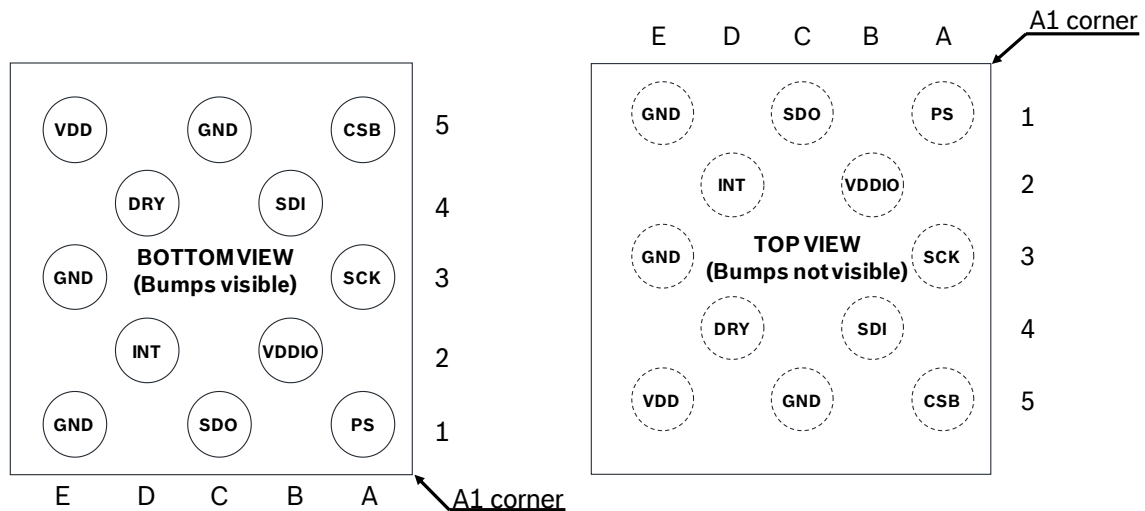 A1 corner
E D C B A
VDD GND CSB 5
DRY SDI 4
BOTTOM VIEW
(Bumps visible)
GND SCK 3
INT VDDIO 2
GND SDO PS 1
E D C B A
A1 corner
GND SDO PS 1
INT VDDIO 2
TOP VIEW
(Bumps not visible)
GND SCK 3
DRY SDI 4
VDD GND CSB 5